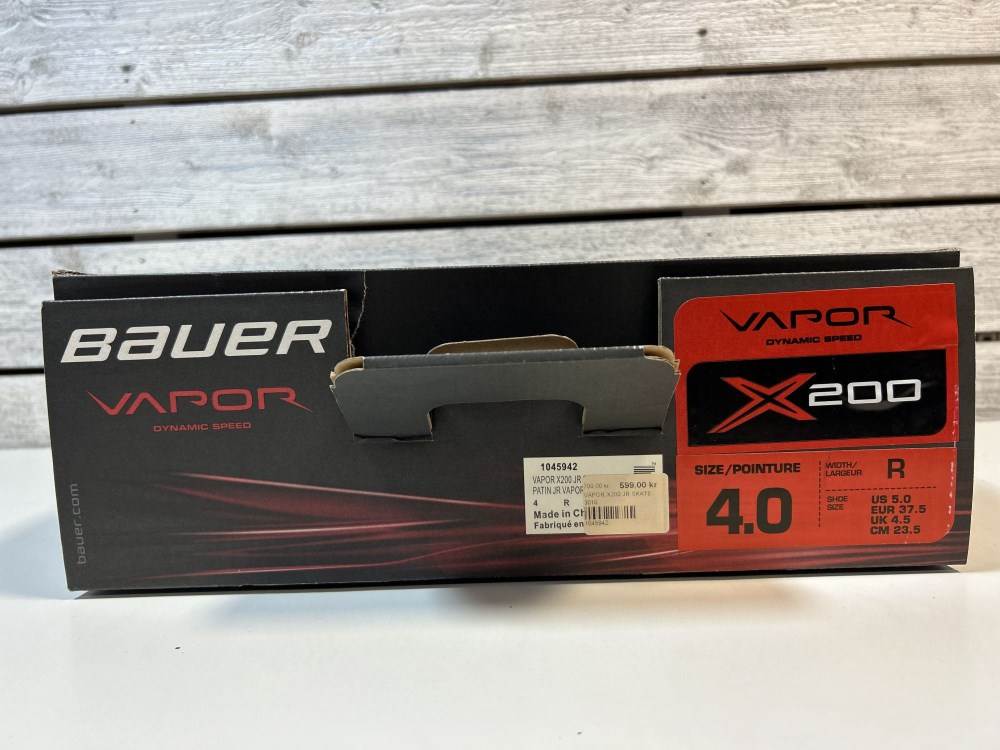 BAUER
VAPOR
DYNAMIC SPEED
bauer.com
1045942
VAPOR X200 JR
PATIN JR VAPOR
4 R
Made in Ch
Fabriqué en
599.00 kr
VAPOR X200 JR SKATE
1045942
VAPOR
DYNAMIC SPEED
X200
SIZE/POINTURE
4.0
WIDTH/
LARGEUR
R
SHOE
SIZE
US 5.0
EUR 37.5
UK 4.5
CM 23.5